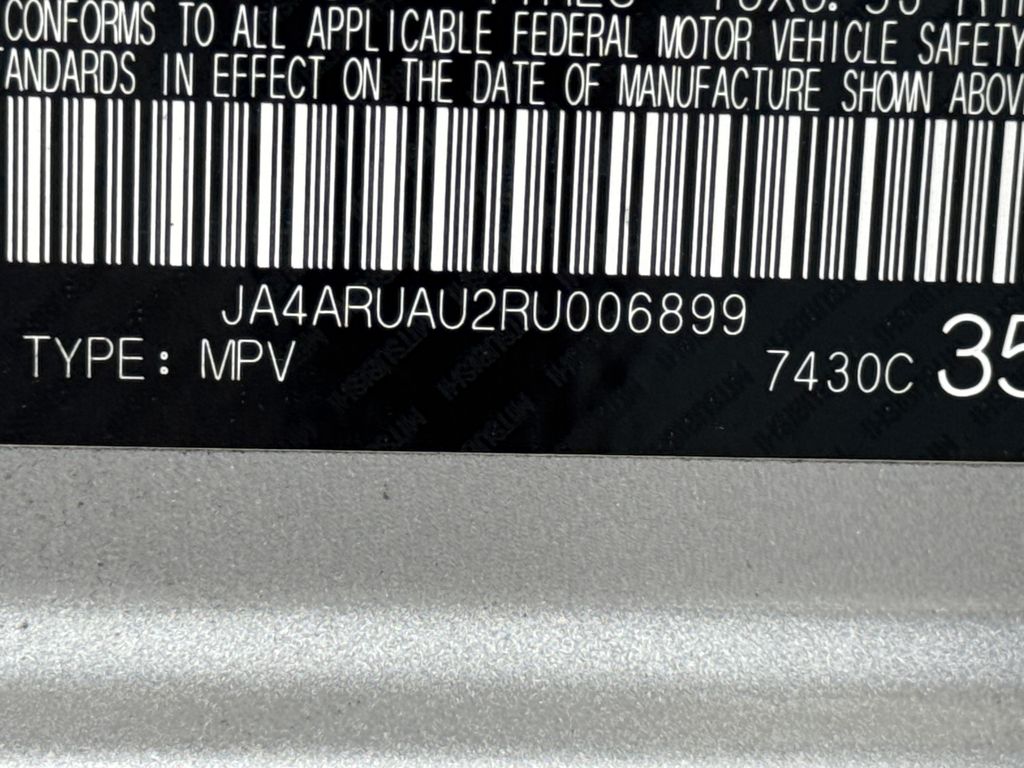 CONFORMS TO ALL APPLICABLE FEDERAL MOTOR VEHICLE SAFETY
ANDARDS IN EFFECT ON THE DATE OF MANUFACTURE SHOWN ABOV
JA4ARUAU2RU006899
TYPE: MPV
7430C 35